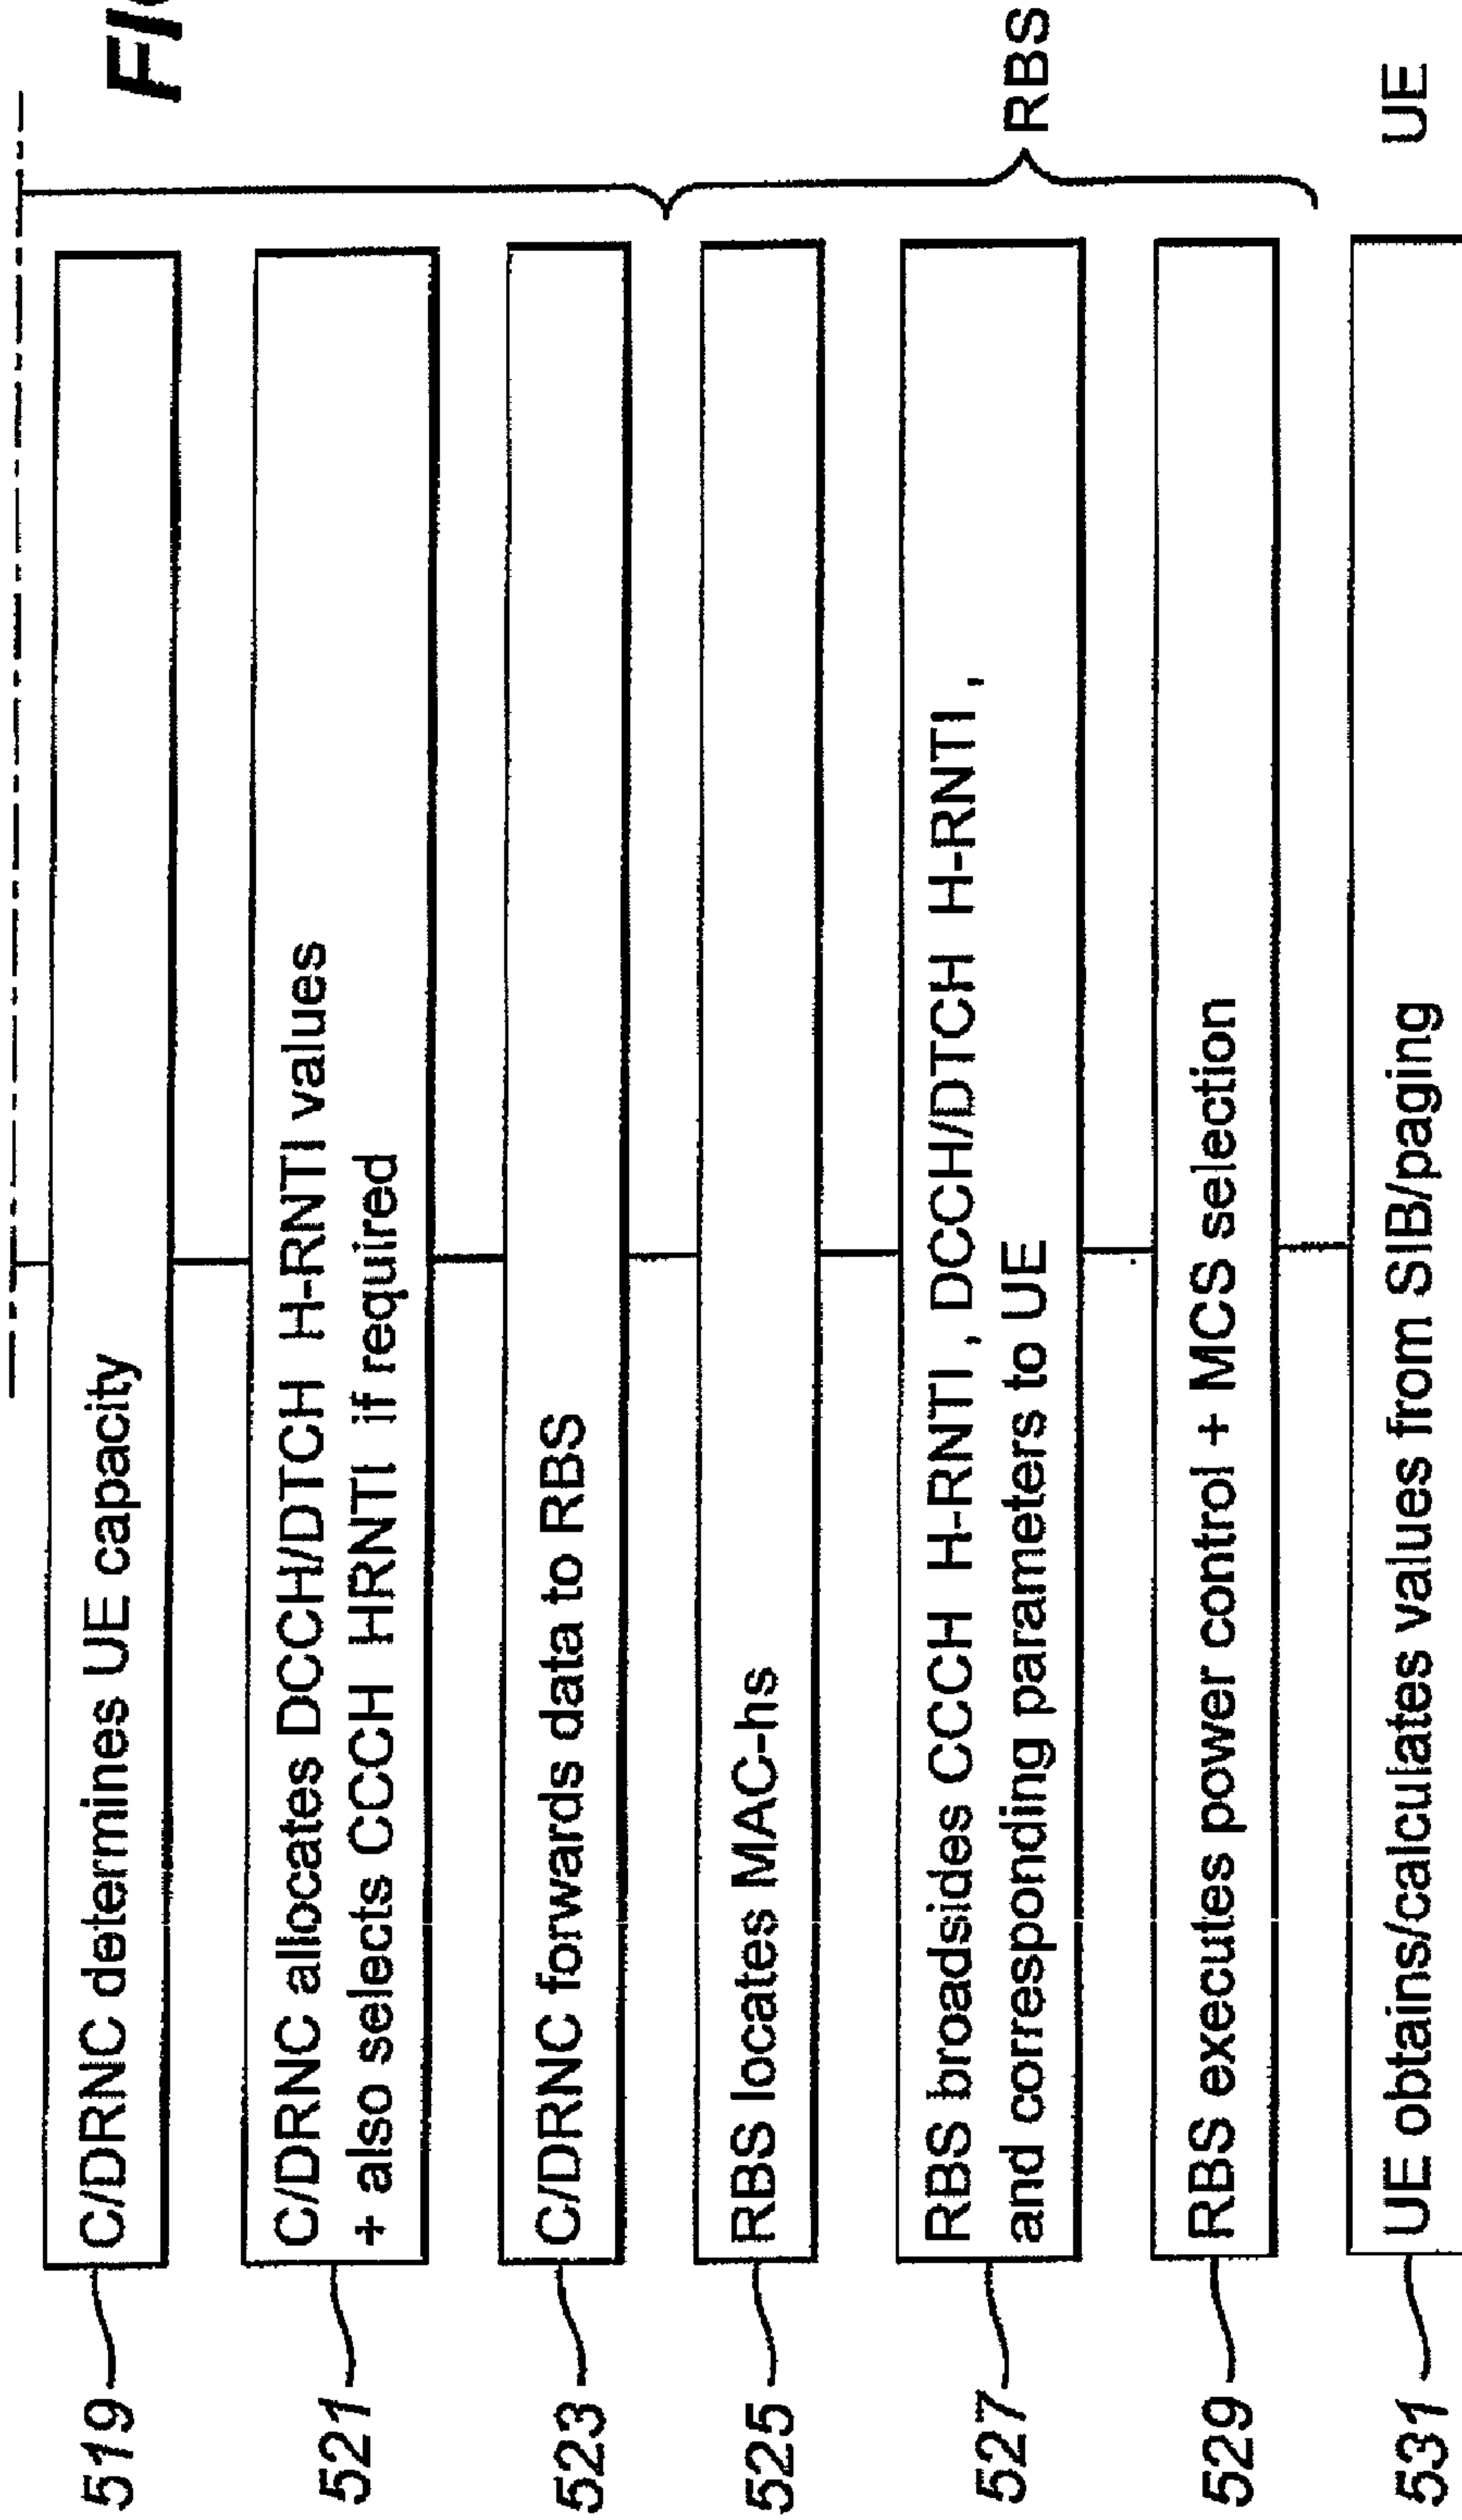 519
C/DRNC determines UE capacity
521
C/DRNC allocates DCCH/DTCH H-RNTI values
+ also selects CCCH HRNTI if required
523
C/DRNC forwards data to RBS
525
RBS locates MAC-hs
527
RBS broadsides CCCH H-RNTI, DCCH/DTCH H-RNTI,
and corresponding parameters to UE
529
RBS executes power control + MCS selection
RBS
531
UE obtains/calculates values from SIB/paging
UE